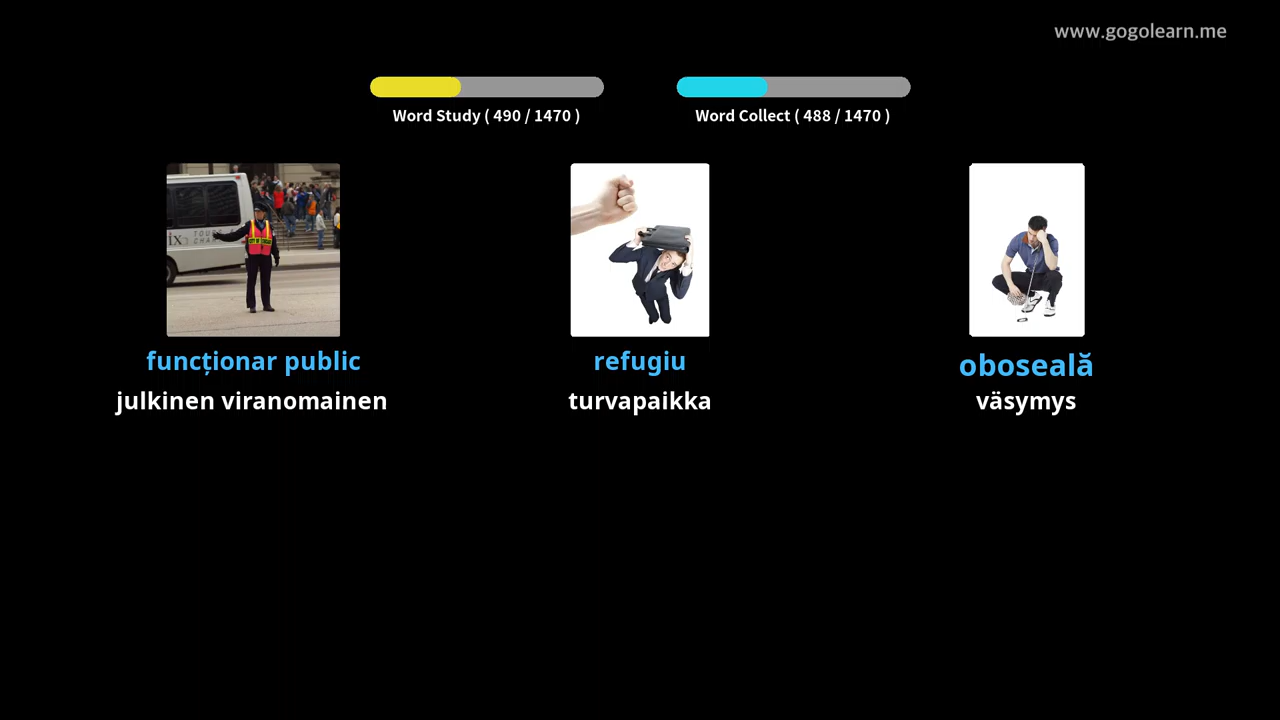 www.gogolearn.me
Word Study ( 490 / 1470 )
Word Collect ( 488 / 1470 )
funcționar public
julkinen viranomainen
refugiu
turvapaikka
oboseală
väsymys